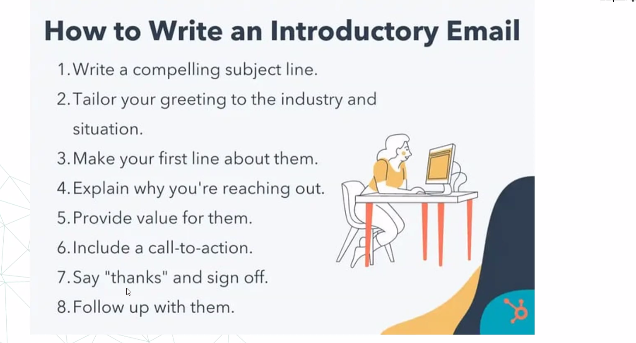 How to Write an Introductory Email
1.Write a compelling subject line.
2.Tailor your greeting to the industry and
situation.
3.Make your first line about them.
4.Explain why you're reaching out.
5.Provide value for them.
6.Include a call-to-action.
7.Say "thanks" and sign off.
8.Follow up with them.